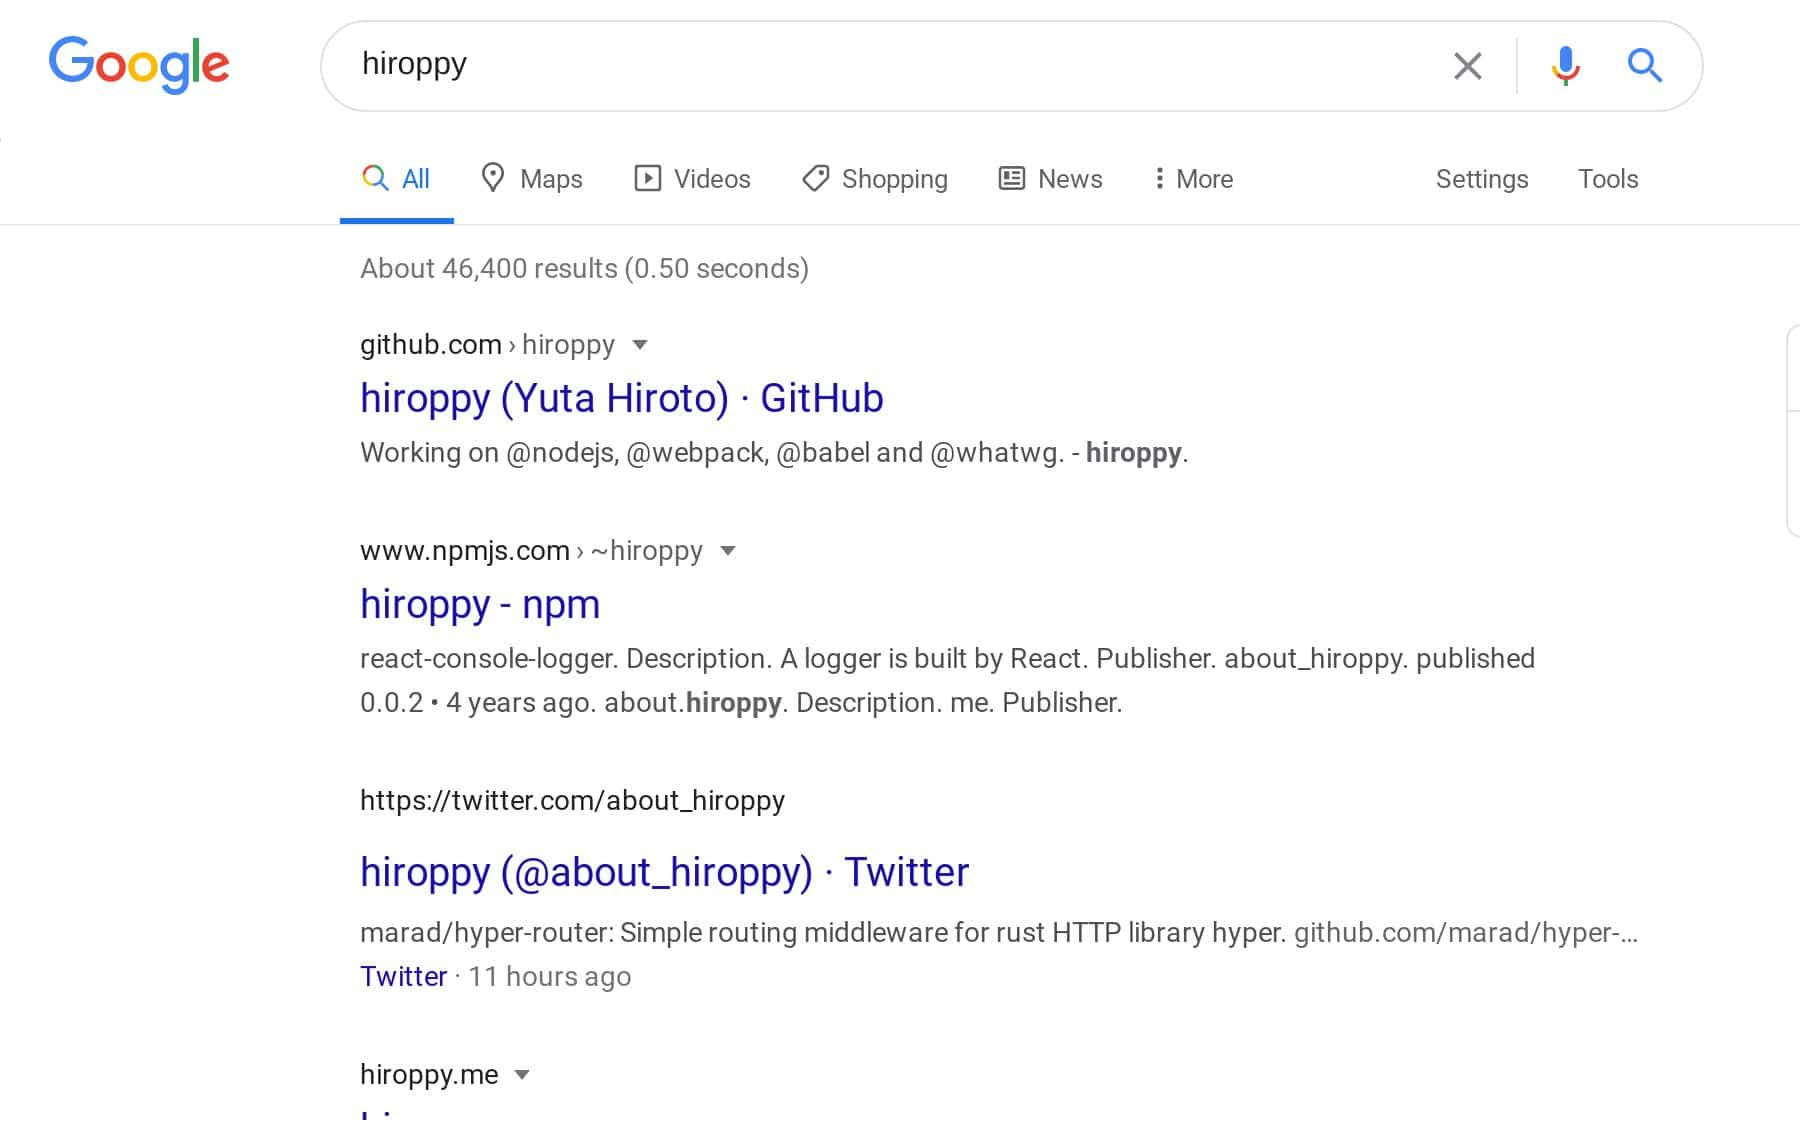 Google
hiroppy
All Maps Videos Shopping News More Settings Tools
About 46,400 results (0.50 seconds)
github.com › hiroppy
hiroppy (Yuta Hiroto) · GitHub
Working on @nodejs, @webpack, @babel and @whatwg. - hiroppy.
www.npmjs.com › ~hiroppy
hiroppy - npm
react-console-logger. Description. A logger is built by React. Publisher. about_hiroppy. published
0.0.2 • 4 years ago. about.hiroppy. Description. me. Publisher.
https://twitter.com/about_hiroppy
hiroppy (@about_hiroppy) · Twitter
marad/hyper-router: Simple routing middleware for rust HTTP library hyper. github.com/marad/hyper-...
Twitter · 11 hours ago
hiroppy.me